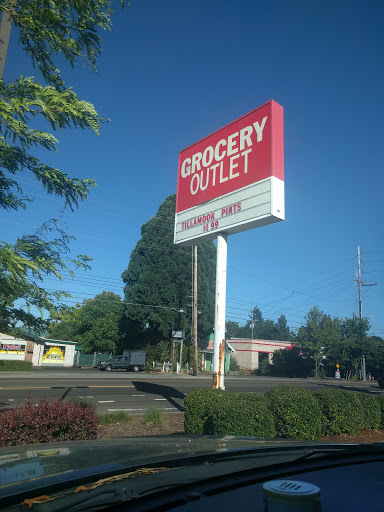 GROCERY
OUTLET
TILLAMOOK PINTS
$1.99